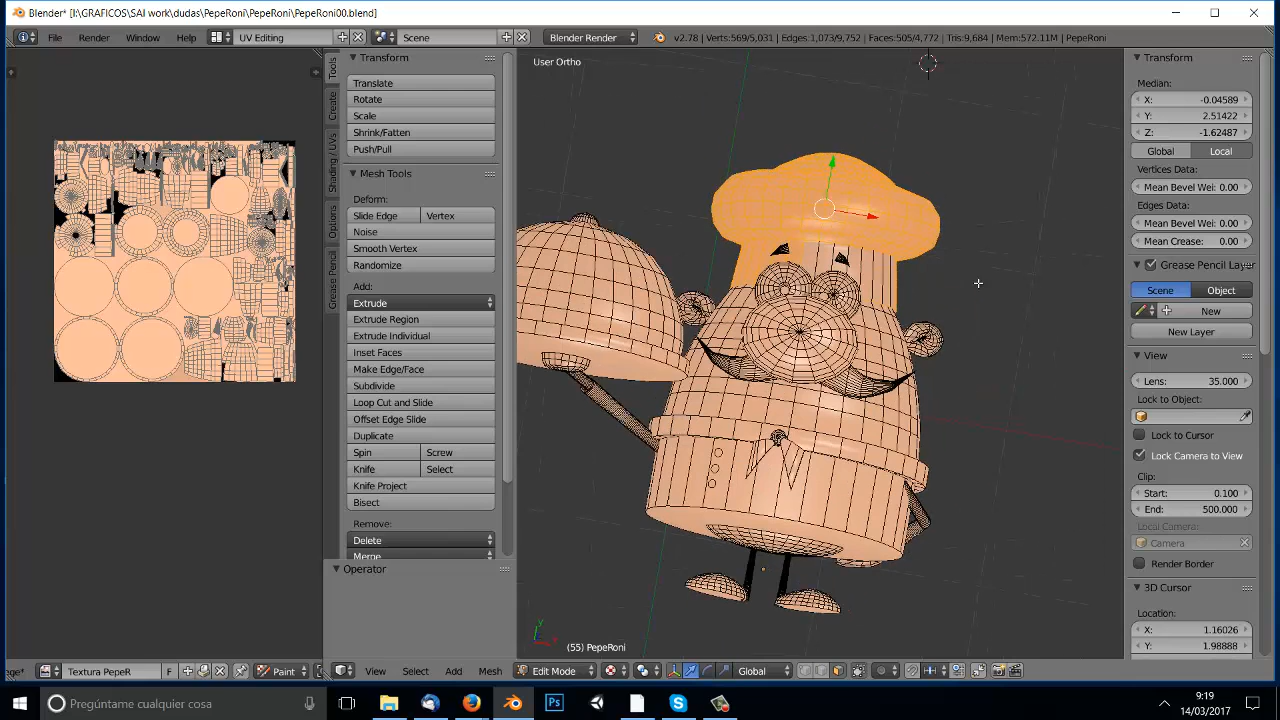 Blender* [I:\GRAFICOS\SAI work\dudas\PepeRoni\PepeRoni\PepeRoni00.blend]
File Render Window Help UV Editing Scene Blender Render v2.78 | Verts:569/5,031 | Edges:1,073/9,752 | Faces:505/4,772 | Tris:9,684 | Mem:572.11M | PepeRoni
Tools
Create
Shading / UVs
Options
Grease Pencil
Transform
Translate
Rotate
Scale
Shrink/Fatten
Push/Pull
Mesh Tools
Deform:
Slide Edge Vertex
Noise
Smooth Vertex
Randomize
Add:
Extrude
Extrude Region
Extrude Individual
Inset Faces
Make Edge/Face
Subdivide
Loop Cut and Slide
Offset Edge Slide
Duplicate
Spin Screw
Knife Select
Knife Project
Bisect
Remove:
Delete
Merge
Operator
User Ortho
(55) PepeRoni
Transform
Median:
X: -0.04589
Y: 2.51422
Z: -1.62487
Global Local
Vertices Data:
Mean Bevel Wei: 0.00
Edges Data:
Mean Bevel Wei: 0.00
Mean Crease: 0.00
Grease Pencil Layer
Scene Object
New
New Layer
View
Lens: 35.000
Lock to Object:
Lock to Cursor
Lock Camera to View
Clip:
Start: 0.100
End: 500.000
Local Camera:
Camera
Render Border
3D Cursor
Location:
X: 1.16026
Y: 1.98888
ge* Textura PepeR F Paint View Select Add Mesh Edit Mode Global
Pregúntame cualquier cosa
9:19
14/03/2017